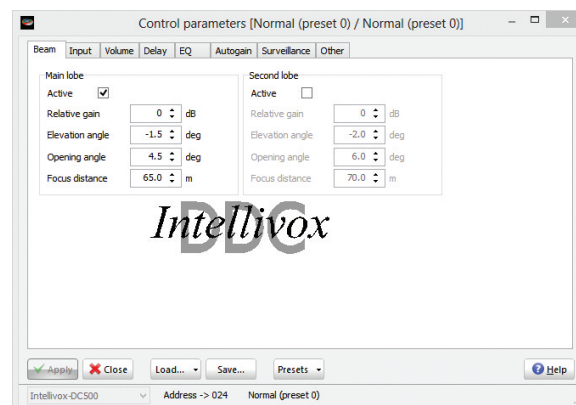 Control parameters [Normal (preset 0) / Normal (preset 0)]
Beam Input Volume Delay EQ Autogain Surveillance Other
Main lobe Second lobe
Active Active
Relative gain 0 dB Relative gain 0 dB
Elevation angle -1.5 deg Elevation angle -2.0 deg
Opening angle 4.5 deg Opening angle 6.0 deg
Focus distance 65.0 m Focus distance 70.0 m
Intellivox
DDC
Apply Close Load... Save... Presets Help
Intellivox-DC500 Address -> 024 Normal (preset 0)